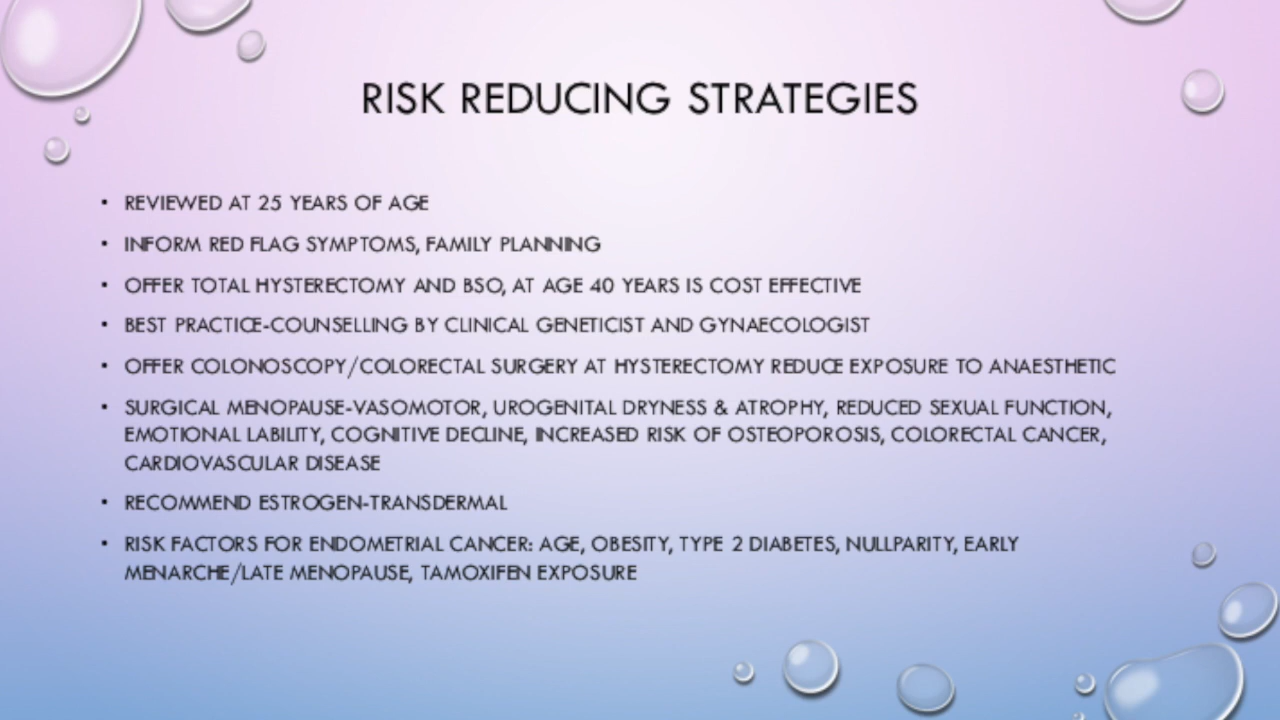 RISK REDUCING STRATEGIES
• REVIEWED AT 25 YEARS OF AGE
• INFORM RED FLAG SYMPTOMS, FAMILY PLANNING
• OFFER TOTAL HYSTERECTOMY AND BSO, AT AGE 40 YEARS IS COST EFFECTIVE
• BEST PRACTICE-COUNSELLING BY CLINICAL GENETICIST AND GYNAECOLOGIST
• OFFER COLONOSCOPY/COLORECTAL SURGERY AT HYSTERECTOMY REDUCE EXPOSURE TO ANAESTHETIC
• SURGICAL MENOPAUSE-VASOMOTOR, UROGENITAL DRYNESS & ATROPHY, REDUCED SEXUAL FUNCTION,
EMOTIONAL LABILITY, COGNITIVE DECLINE, INCREASED RISK OF OSTEOPOROSIS, COLORECTAL CANCER,
CARDIOVASCULAR DISEASE
• RECOMMEND ESTROGEN-TRANSDERMAL
• RISK FACTORS FOR ENDOMETRIAL CANCER: AGE, OBESITY, TYPE 2 DIABETES, NULLPARITY, EARLY
MENARCHE/LATE MENOPAUSE, TAMOXIFEN EXPOSURE